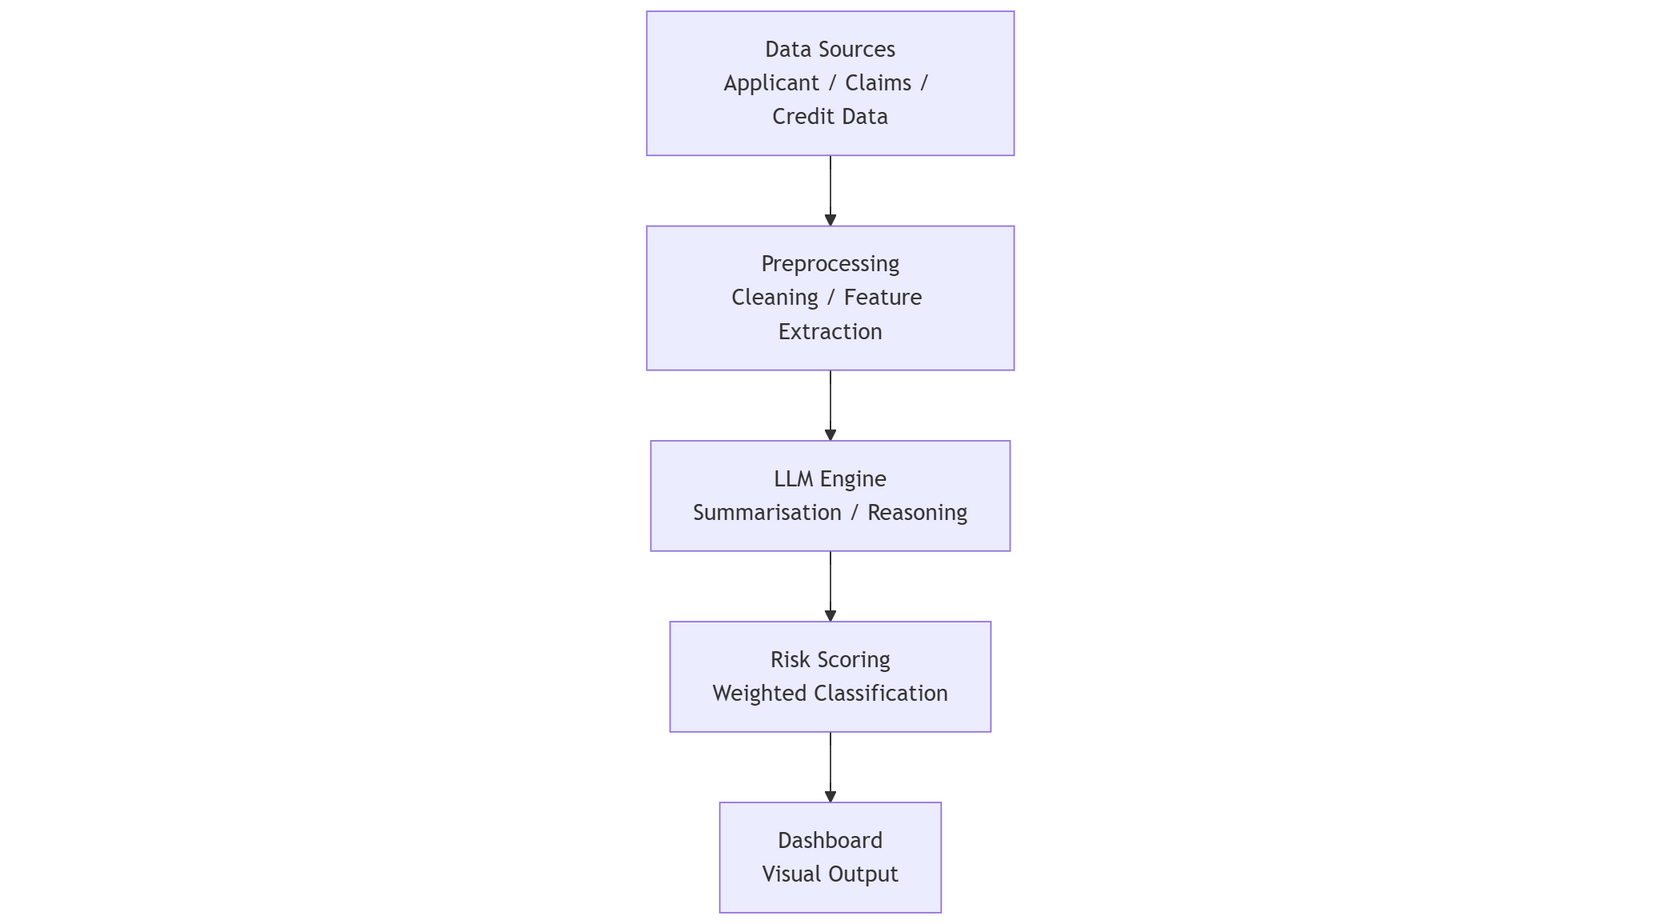 Data Sources
Applicant / Claims /
Credit Data
Preprocessing
Cleaning / Feature
Extraction
LLM Engine
Summarisation / Reasoning
Risk Scoring
Weighted Classification
Dashboard
Visual Output